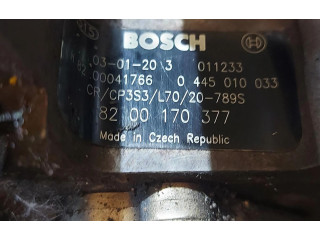 BOSCH
03-01-20 3 011233
00041766 0 445 010 033
CR/CP3S3/L70/20-789S
82 00 170 377
Made in Czech Republic